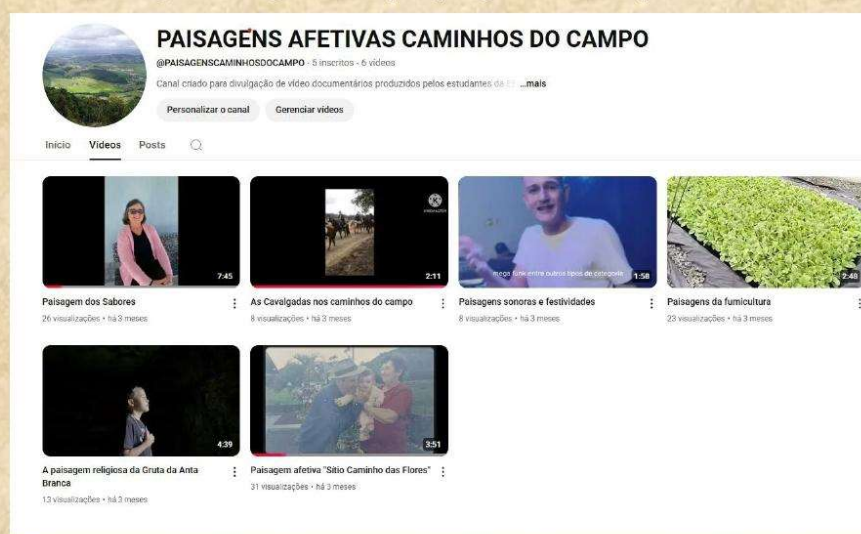 PAISAGENS AFETIVAS CAMINHOS DO CAMPO
@PAISAGENSCAMINHOSDOCAMPO · 5 inscritos · 6 vídeos
Canal criado para divulgação de vídeo documentários produzidos pelos estudantes da ...mais
Personalizar o canal Gerenciar vídeos
Início Vídeos Posts
7:45 2:11 mega funk entre outros tipos de categoria 1:58 2:48
Paisagem dos Sabores As Cavalgadas nos caminhos do campo Paisagens sonoras e festividades Paisagens da fumicultura
26 visualizações • há 3 meses 8 visualizações • há 3 meses 8 visualizações • há 3 meses 23 visualizações • há 3 meses
4:39 3:51
A paisagem religiosa da Gruta da Anta Paisagem afetiva "Sítio Caminho das Flores"
Branca 31 visualizações • há 3 meses
13 visualizações • há 3 meses